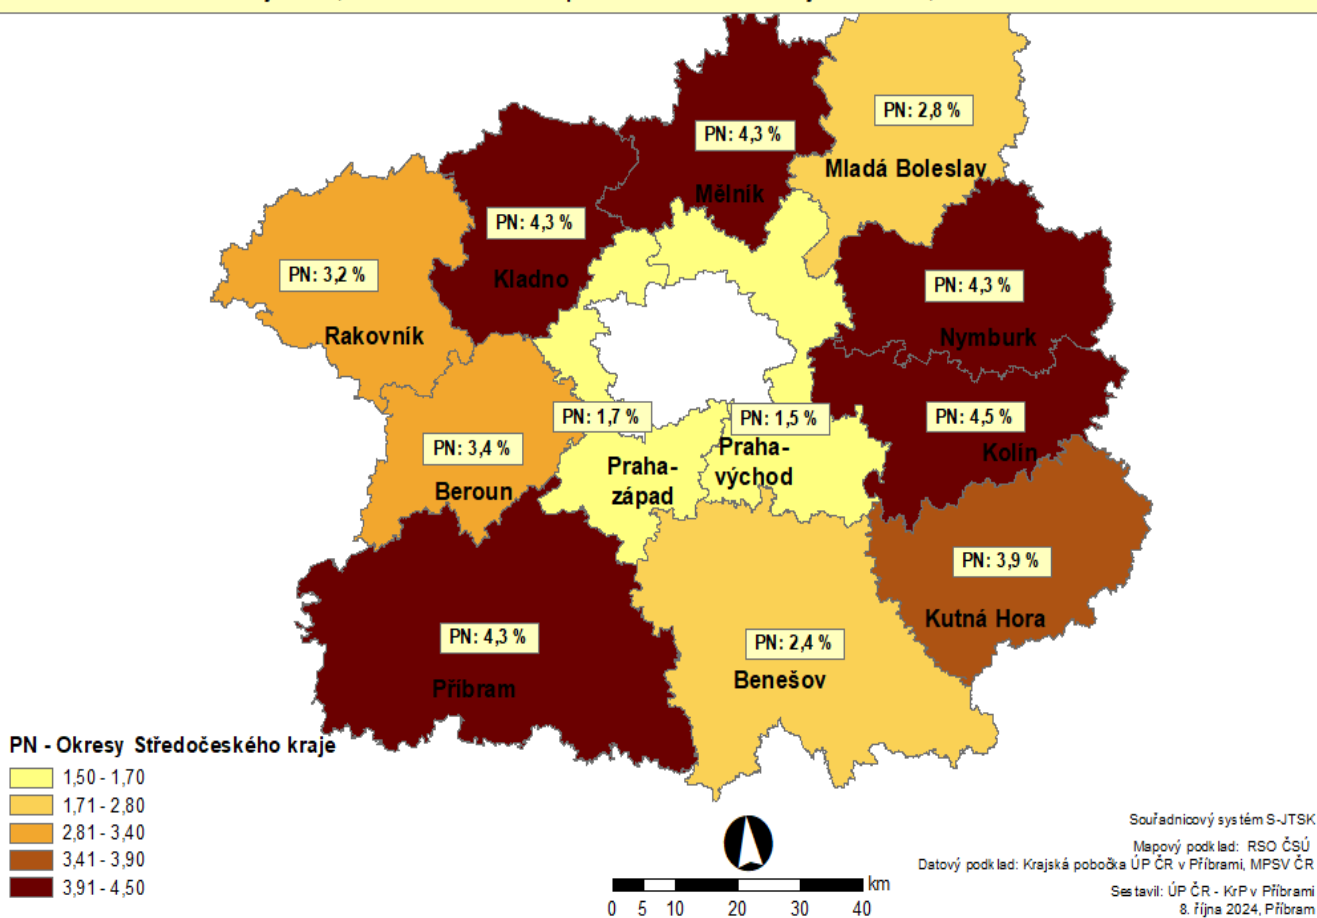 PN: 2,8 %
Mladá Boleslav
PN: 4,3 %
Mělník
PN: 4,3 %
Kladno
PN: 3,2 %
Rakovník
PN: 4,3 %
Nymburk
PN: 1,7 %
Praha-
západ
PN: 1,5 %
Praha-
východ
PN: 4,5 %
Kolín
PN: 3,4 %
Beroun
PN: 3,9 %
Kutná Hora
PN: 4,3 %
Příbram
PN: 2,4 %
Benešov
PN - Okresy Středočeského kraje
1,50 - 1,70
1,71 - 2,80
2,81 - 3,40
3,41 - 3,90
3,91 - 4,50
km
0 5 10 20 30 40
Souřadnicový systém S-JTSK
Mapový podklad: RSO ČSÚ
Datový podklad: Krajská pobočka ÚP ČR v Příbrami, MPSV ČR
Sestavil: ÚP ČR - KrP v Příbrami
8. října 2024, Příbram